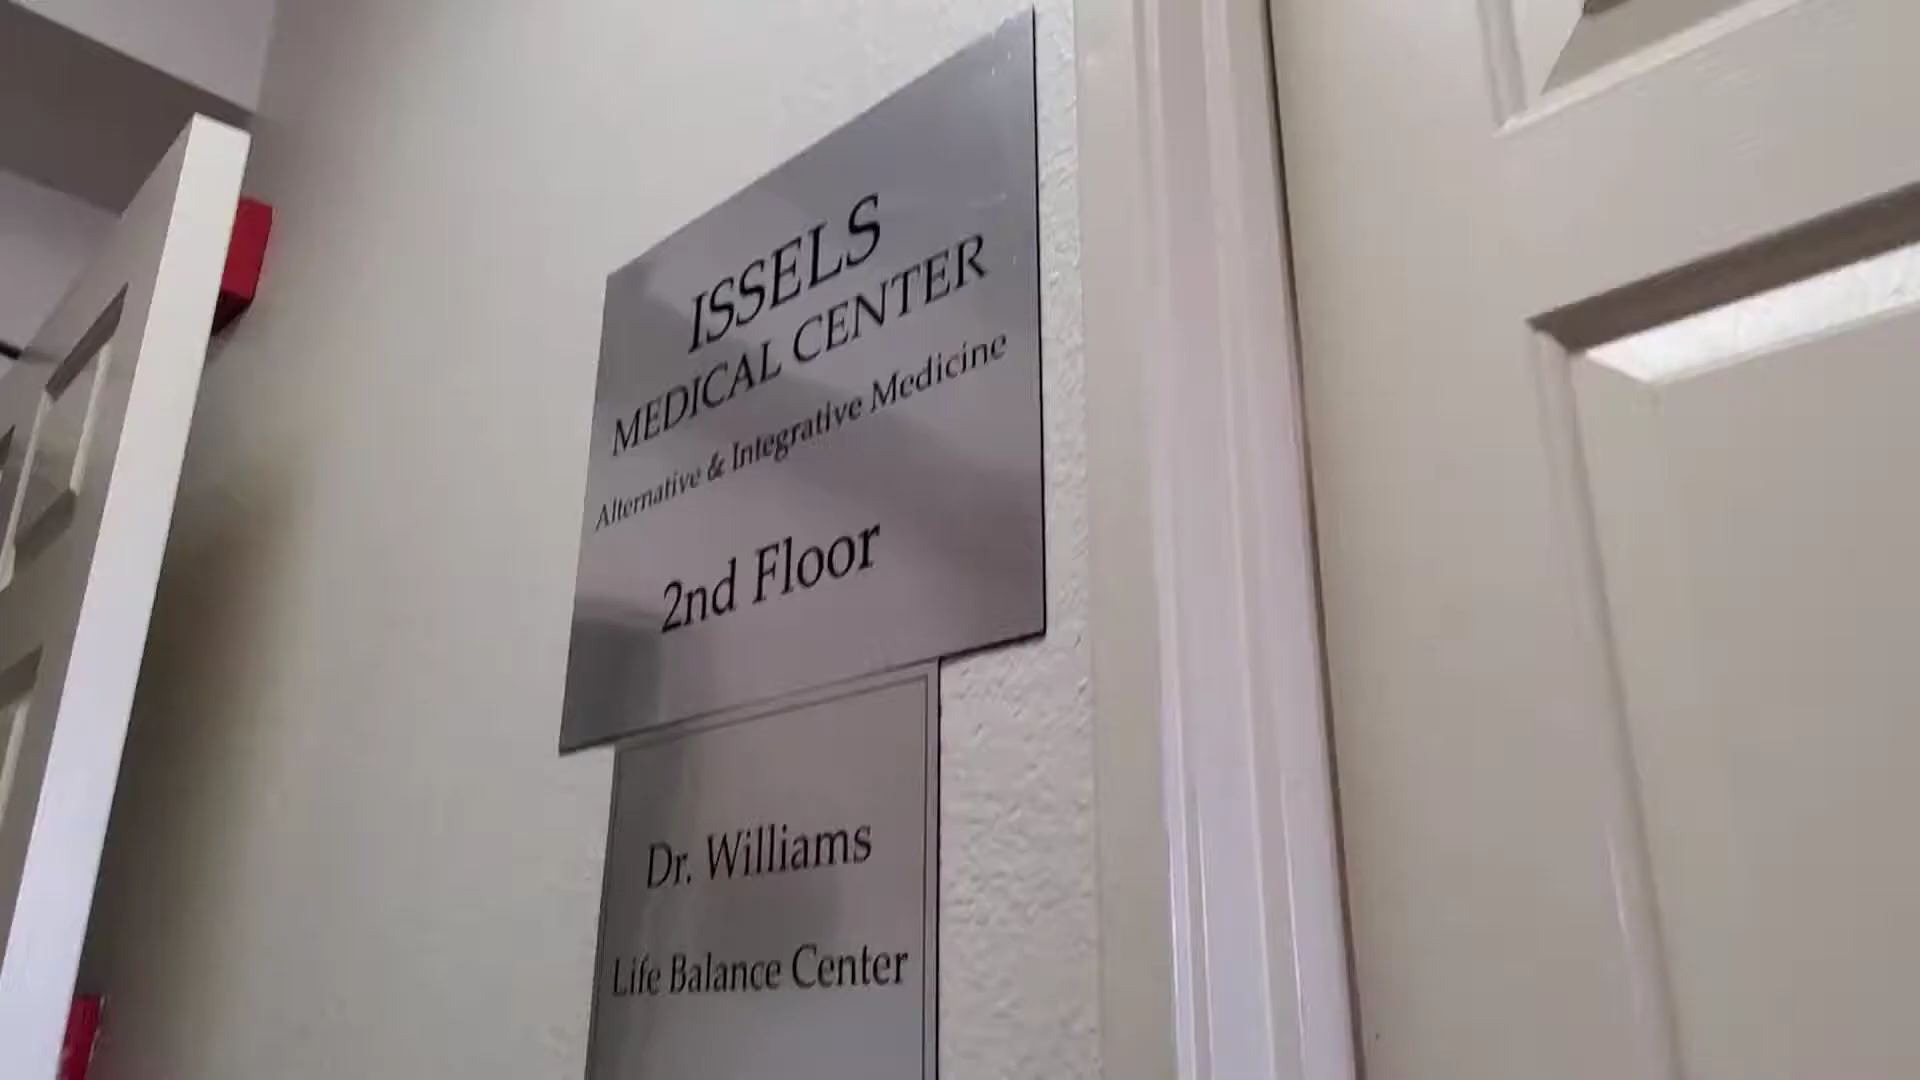 ISSELS
MEDICAL CENTER
Alternative & Integrative Medicine
2nd Floor
Dr. Williams
Life Balance Center